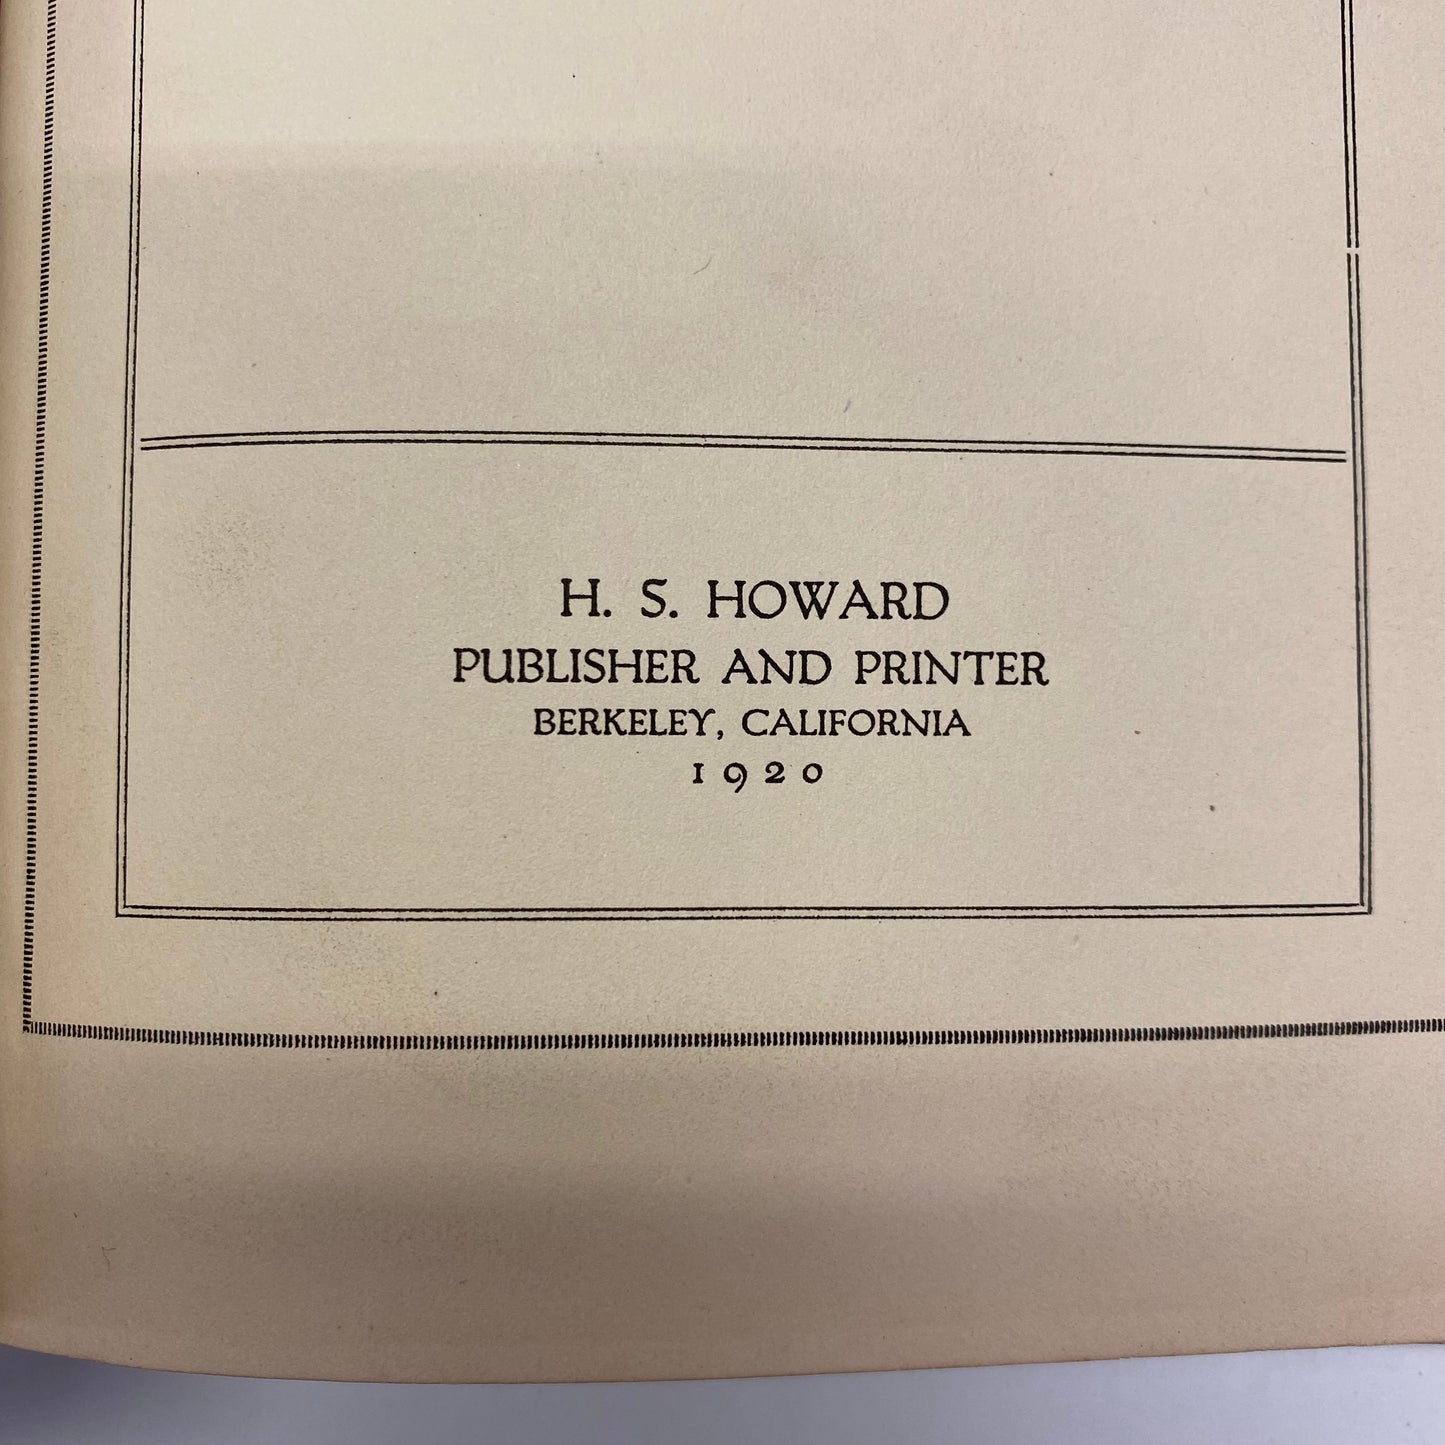 H. S. HOWARD
PUBLISHER AND PRINTER
BERKELEY, CALIFORNIA
1920